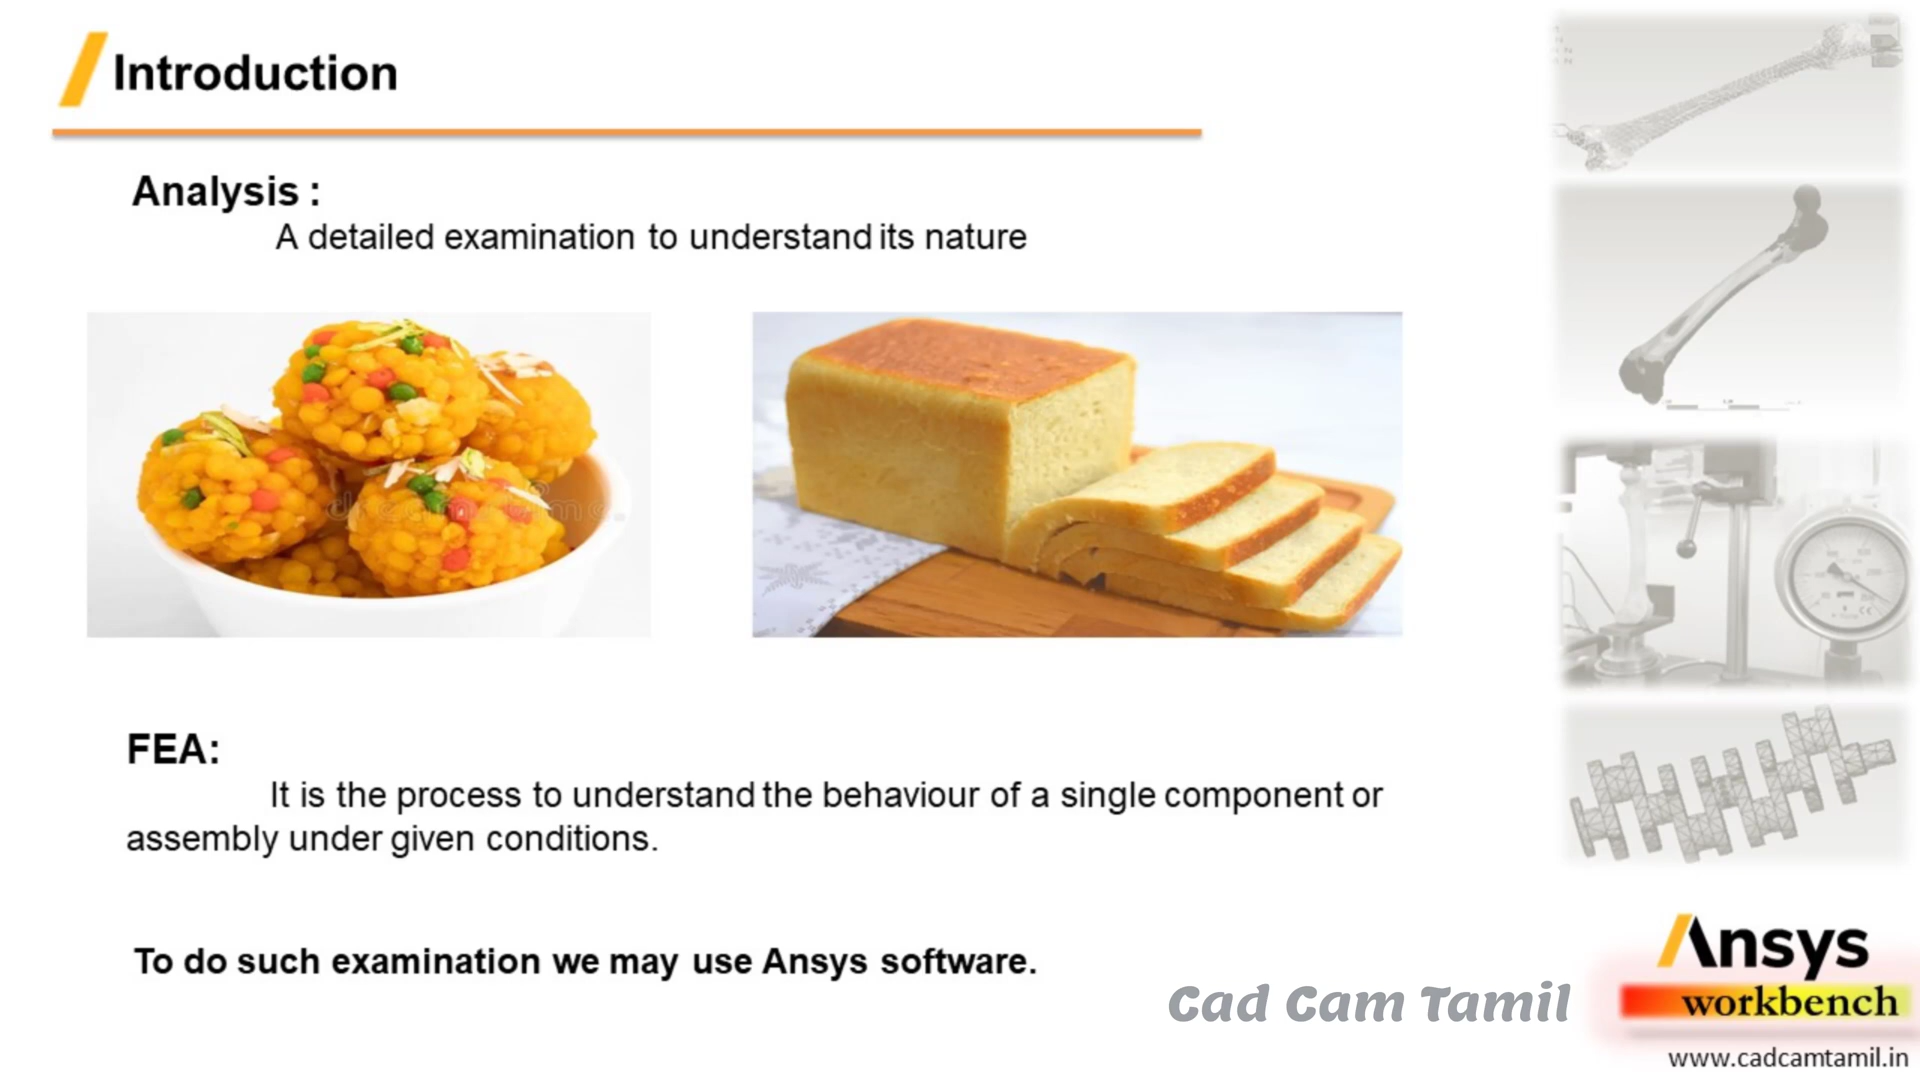 Introduction
Analysis :
A detailed examination to understand its nature
dreamstime.
FEA:
It is the process to understand the behaviour of a single component or
assembly under given conditions.
To do such examination we may use Ansys software.
Cad Cam Tamil
Ansys
workbench
www.cadcamtamil.in